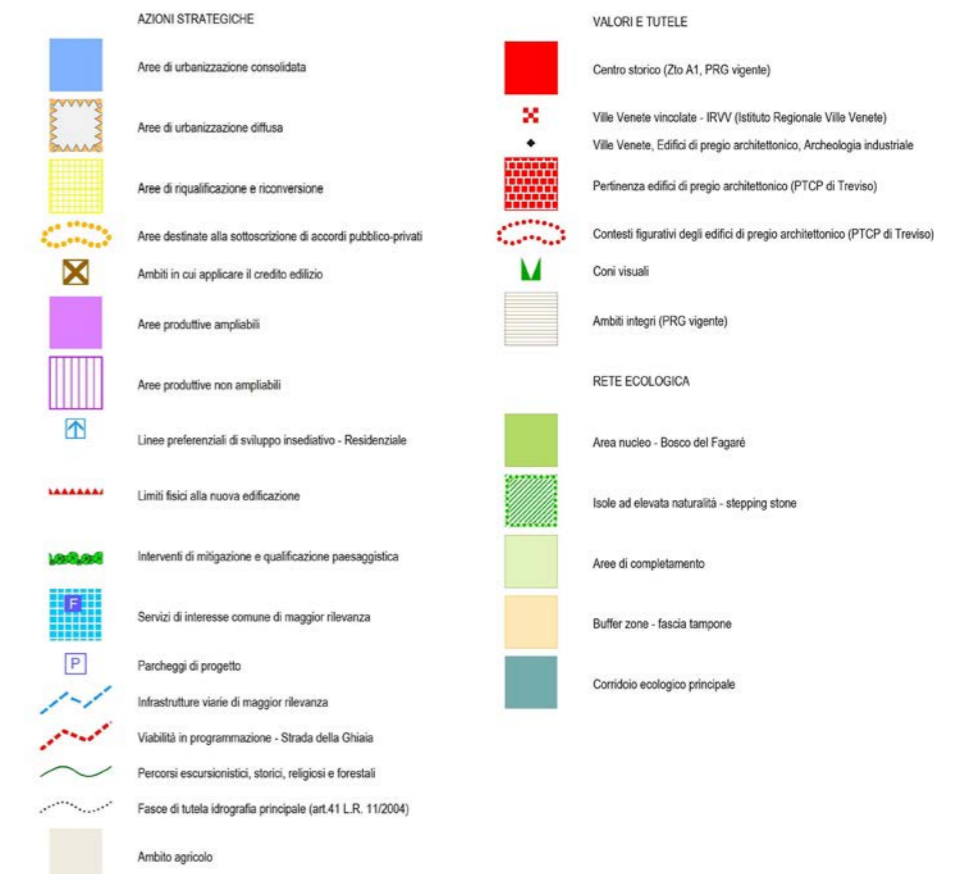 AZIONI STRATEGICHE
Aree di urbanizzazione consolidata
Aree di urbanizzazione diffusa
Aree di riqualificazione e riconversione
Aree destinate alla sottoscrizione di accordi pubblico-privati
Ambiti in cui applicare il credito edilizio
Aree produttive ampliabili
Aree produttive non ampliabili
Linee preferenziali di sviluppo insediativo - Residenziale
Limiti fisici alla nuova edificazione
Interventi di mitigazione e qualificazione paesaggistica
F
Servizi di interesse comune di maggior rilevanza
P
Parcheggi di progetto
Infrastrutture viarie di maggior rilevanza
Viabilità in programmazione - Strada della Ghiaia
Percorsi escursionistici, storici, religiosi e forestali
Fasce di tutela idrografia principale (art.41 L.R. 11/2004)
Ambito agricolo
VALORI E TUTELE
Centro storico (Zto A1, PRG vigente)
Ville Venete vincolate - IRVV (Istituto Regionale Ville Venete)
Ville Venete, Edifici di pregio architettonico, Archeologia industriale
Pertinenza edifici di pregio architettonico (PTCP di Treviso)
Contesti figurativi degli edifici di pregio architettonico (PTCP di Treviso)
Coni visuali
Ambiti integri (PRG vigente)
RETE ECOLOGICA
Area nucleo - Bosco del Fagaré
Isole ad elevata naturalità - stepping stone
Aree di completamento
Buffer zone - fascia tampone
Corridoio ecologico principale